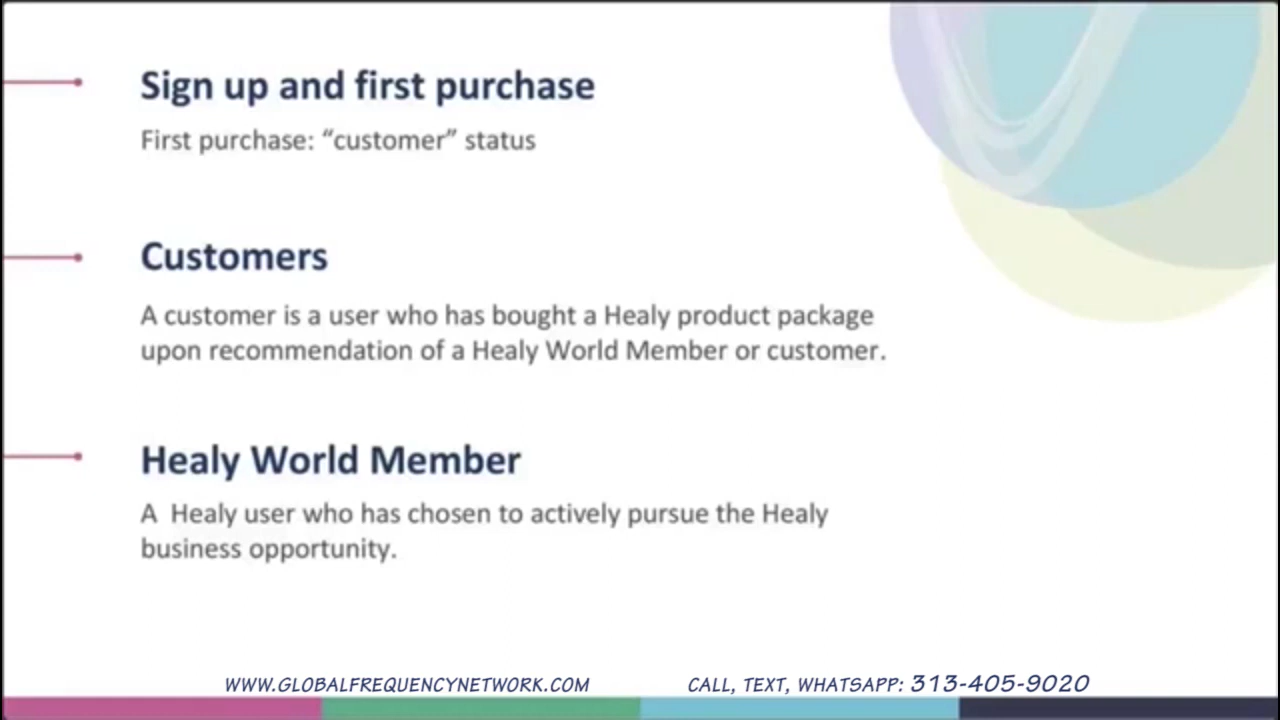 Sign up and first purchase
First purchase: “customer” status
Customers
A customer is a user who has bought a Healy product package
upon recommendation of a Healy World Member or customer.
Healy World Member
A Healy user who has chosen to actively pursue the Healy
business opportunity.
WWW.GLOBALFREQUENCYNETWORK.COM CALL, TEXT, WHATSAPP: 313-405-9020